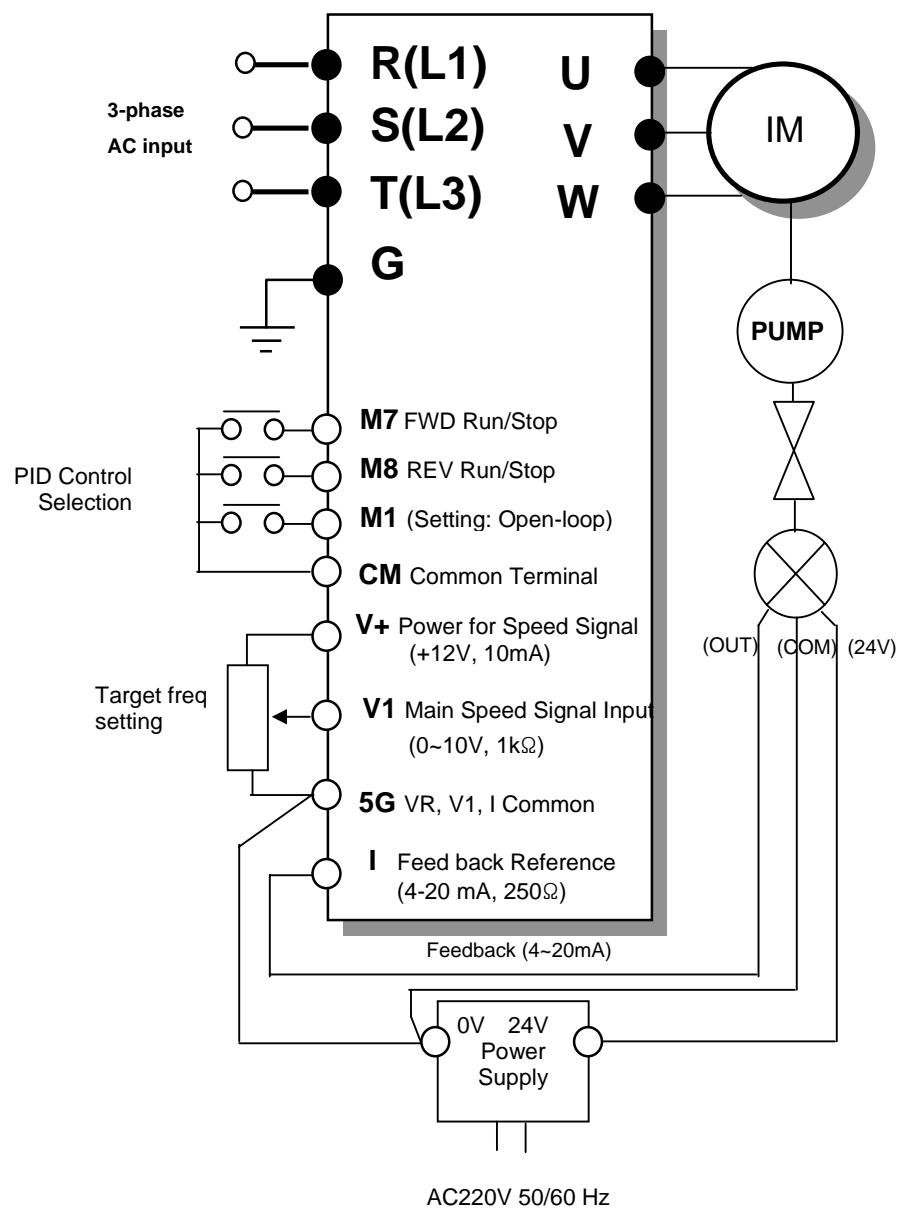 R(L1)
U
3-phase
AC input
S(L2)
V
IM
T(L3)
W
G
PUMP
M7 FWD Run/Stop
PID Control
Selection
M8 REV Run/Stop
M1 (Setting: Open-loop)
CM Common Terminal
V+ Power for Speed Signal
(+12V, 10mA)
(OUT) (COM) (24V)
Target freq
setting
V1 Main Speed Signal Input
(0~10V, 1kΩ)
5G VR, V1, I Common
I Feed back Reference
(4-20 mA, 250Ω)
Feedback (4~20mA)
0V 24V
Power
Supply
AC220V 50/60 Hz